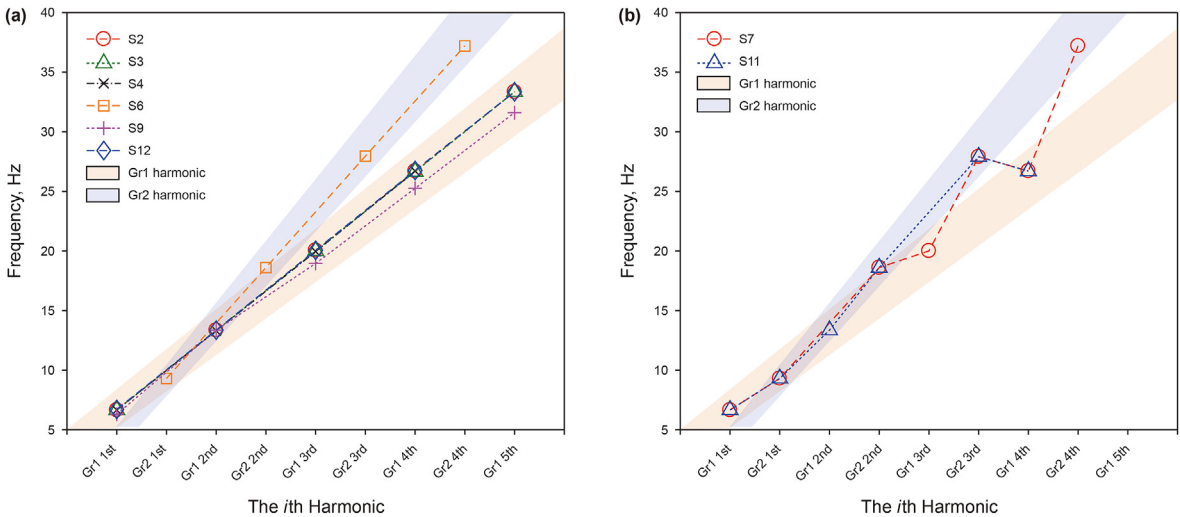 (a)
40
35
30
25
20
15
10
5
Frequency, Hz
S2
S3
S4
S6
S9
S12
Gr1 harmonic
Gr2 harmonic
Gr1 1st
Gr2 1st
Gr1 2nd
Gr2 2nd
Gr1 3rd
Gr2 3rd
Gr1 4th
Gr2 4th
Gr1 5th
The ith Harmonic
(b)
40
35
30
25
20
15
10
5
Frequency, Hz
S7
S11
Gr1 harmonic
Gr2 harmonic
Gr1 1st
Gr2 1st
Gr1 2nd
Gr2 2nd
Gr1 3rd
Gr2 3rd
Gr1 4th
Gr2 4th
Gr1 5th
The ith Harmonic